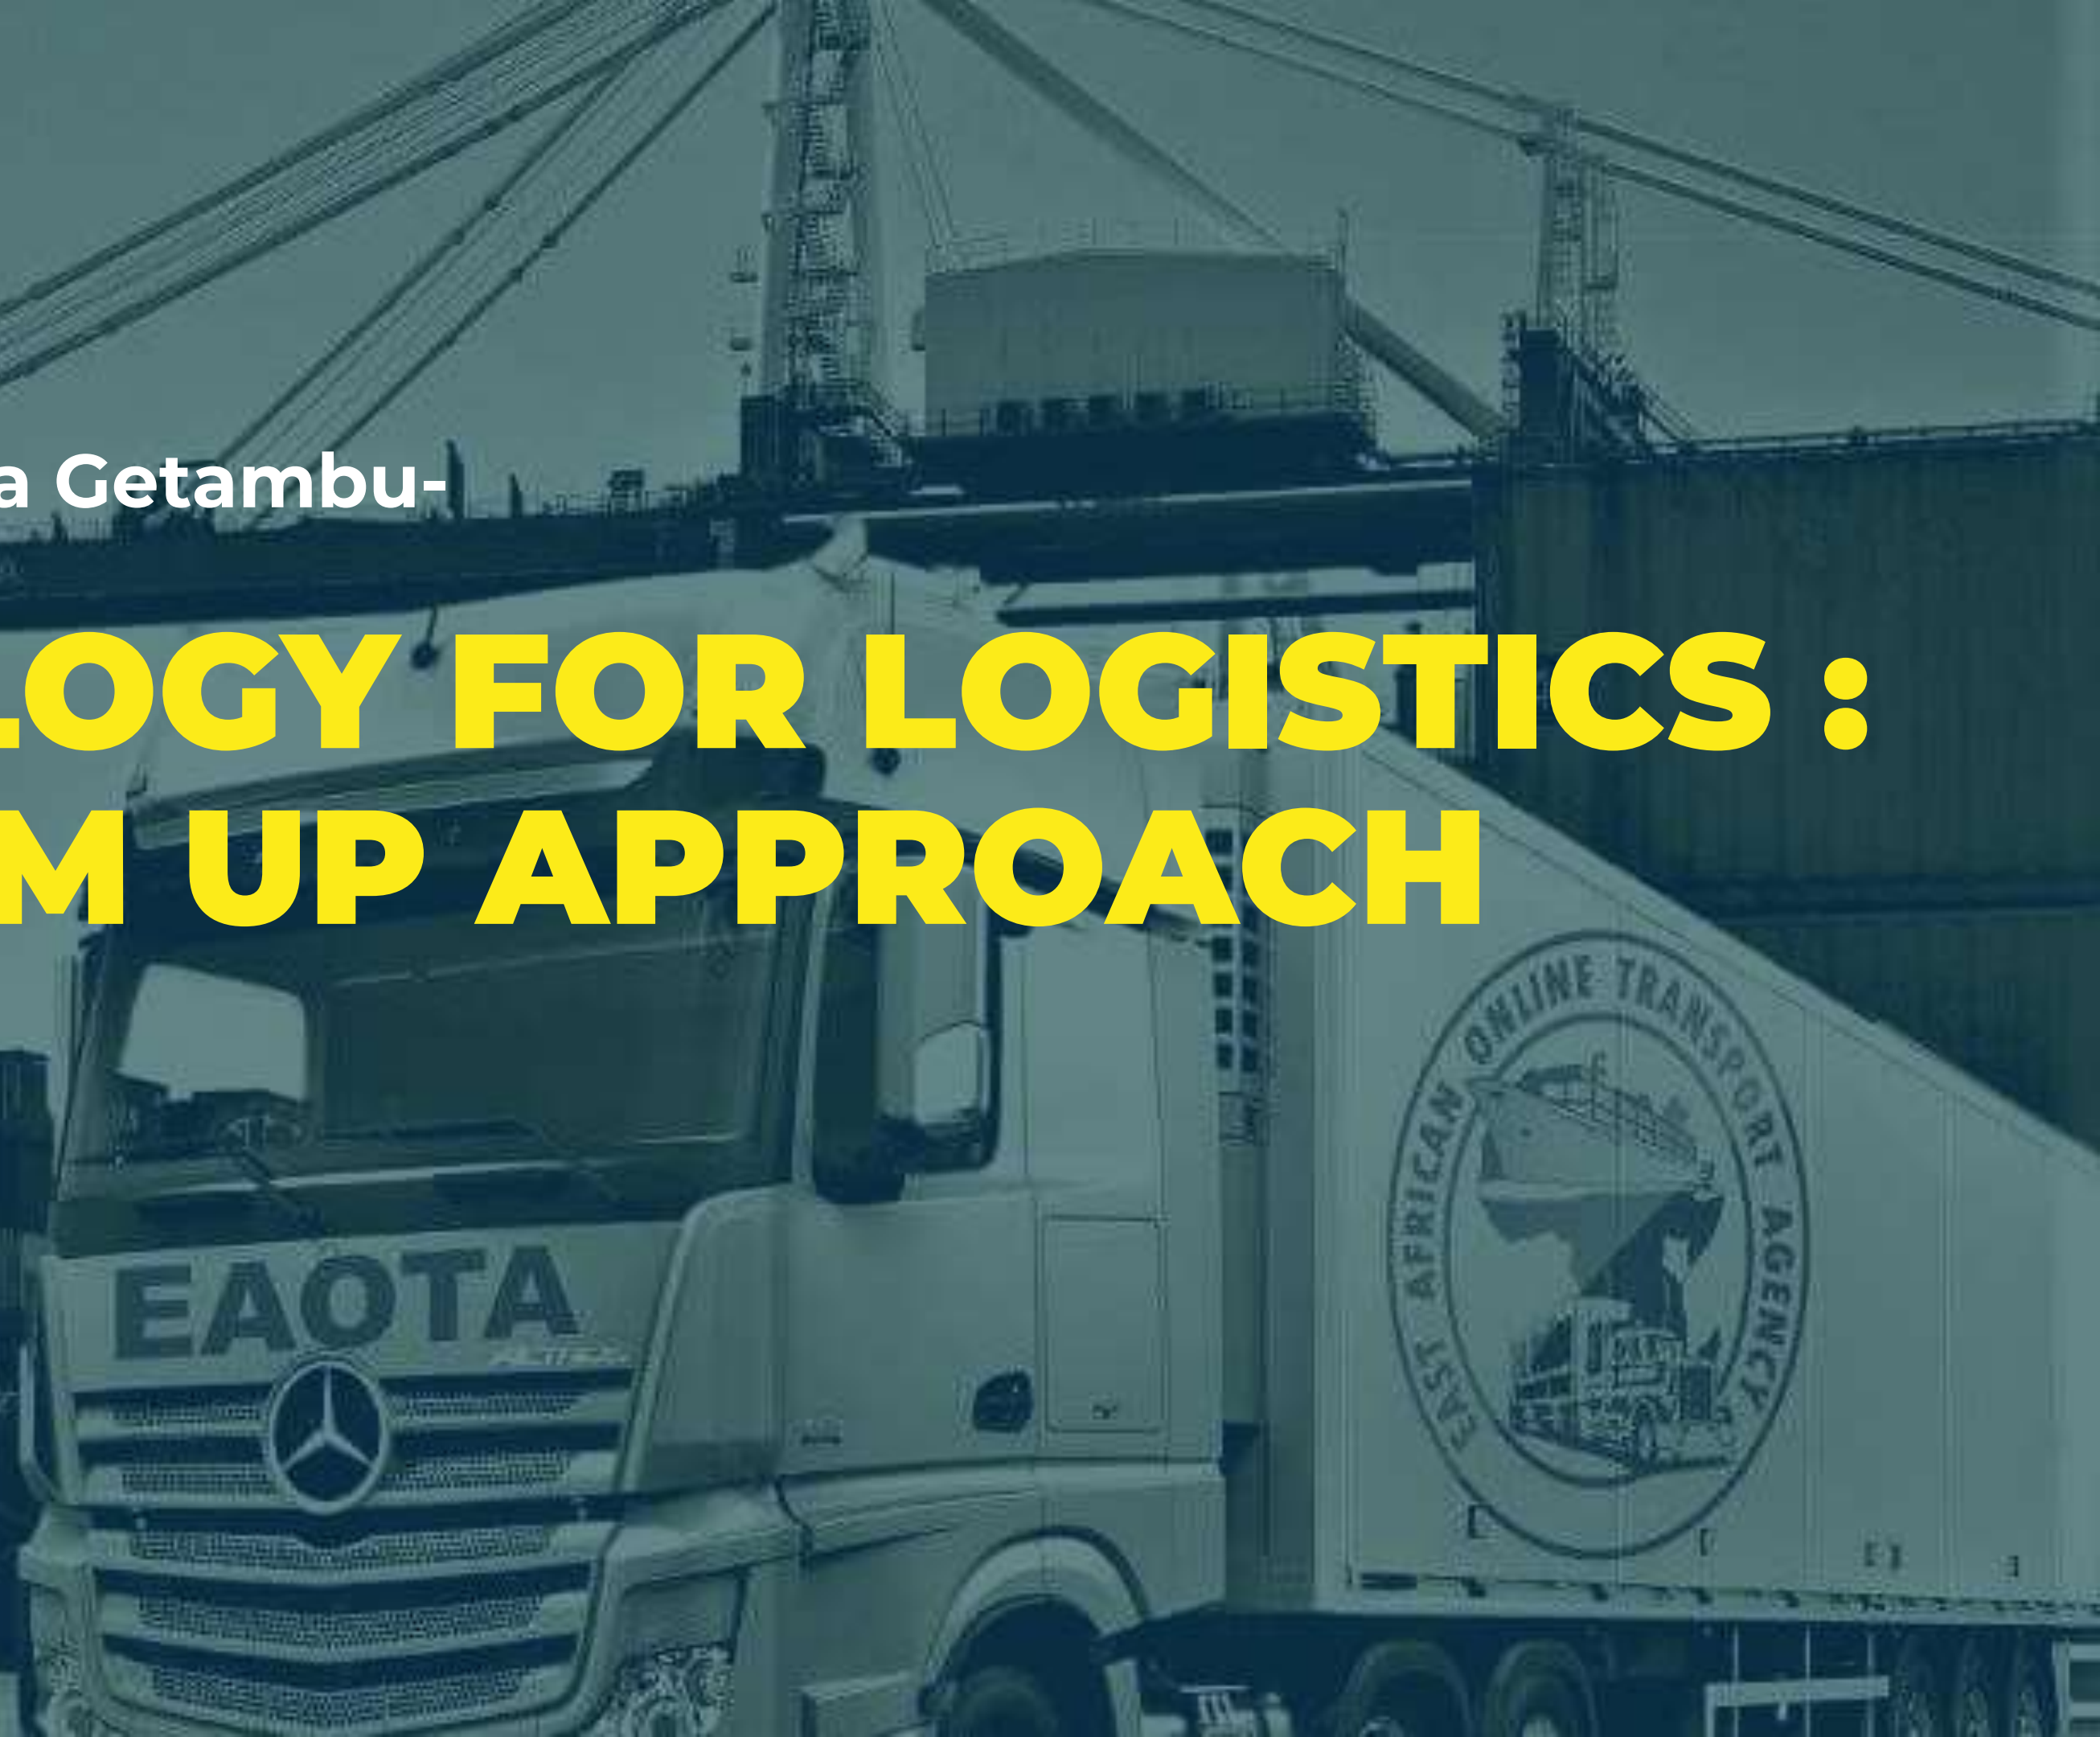 a Getambu-
LOGY FOR LOGISTICS :
M UP APPROACH
EAST AFRICAN ONLINE TRANSPORT AGENCY
EAOTA